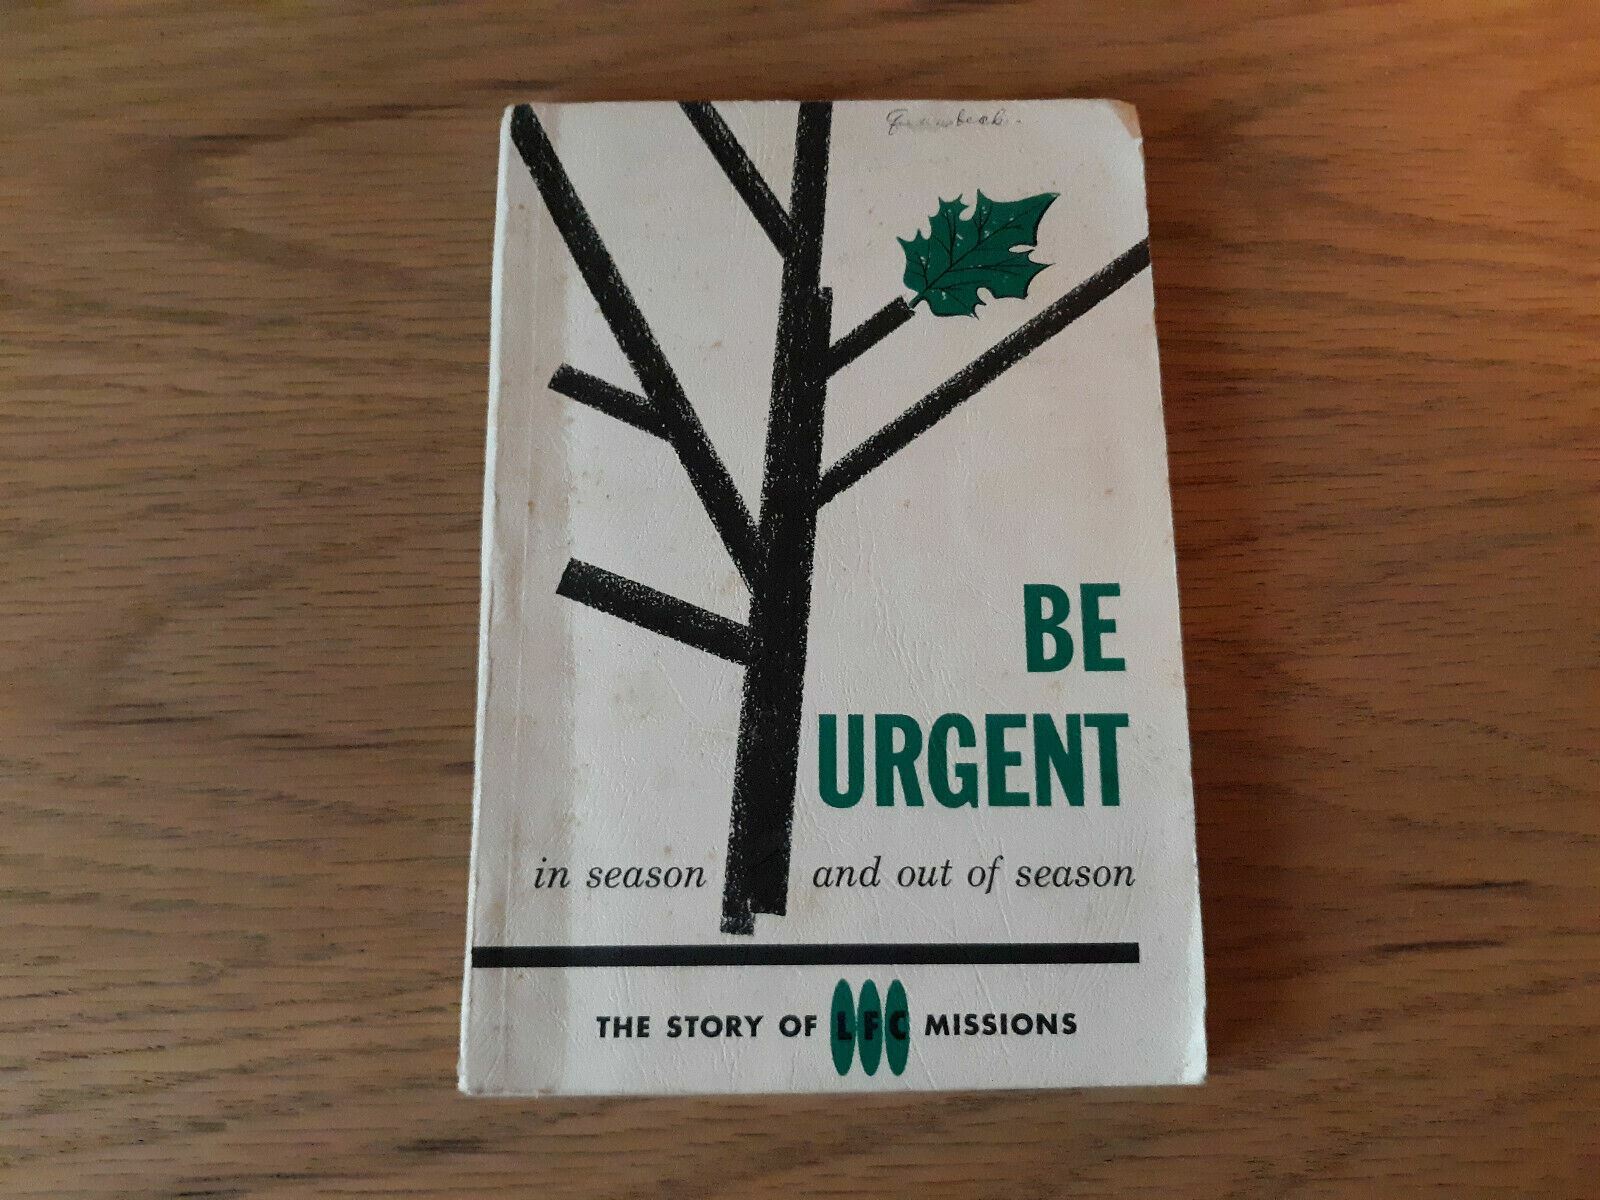 BE
URGENT
in season and out of season
THE STORY OF LFC MISSIONS